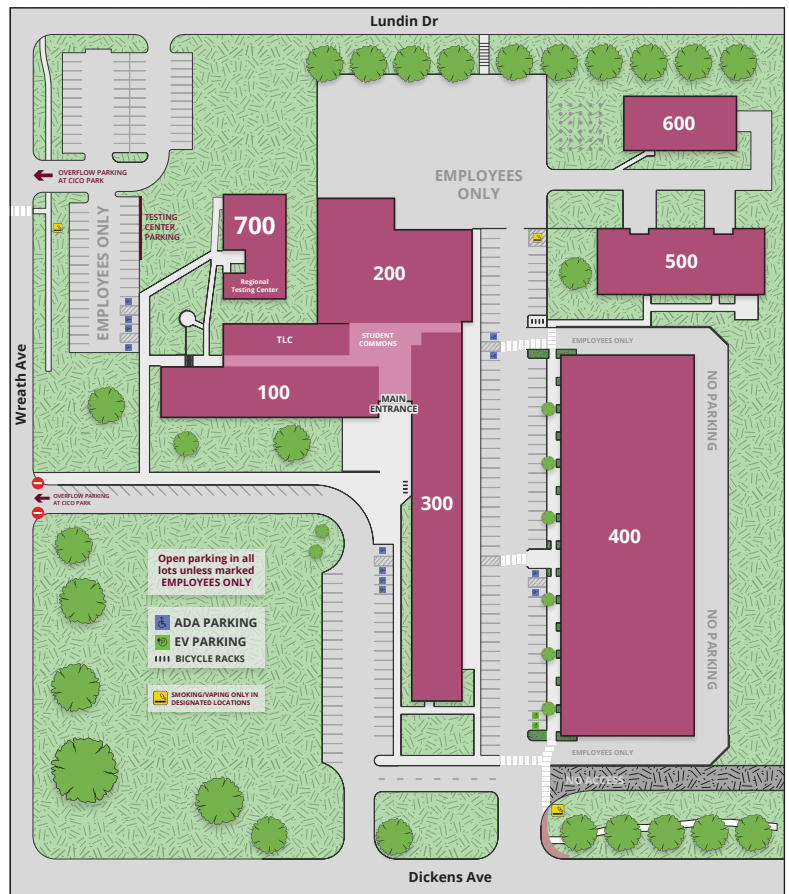 Lundin Dr
600
OVERFLOW PARKING
AT CICO PARK
EMPLOYEES
ONLY
EMPLOYEES ONLY
TESTING
CENTER
PARKING
700
Regional
Testing Center
200
500
TLC
STUDENT
COMMONS
EMPLOYEES ONLY
Wreath Ave
100
MAIN
ENTRANCE
NO PARKING
OVERFLOW PARKING
AT CICO PARK
300
400
Open parking in all
lots unless marked
EMPLOYEES ONLY
ADA PARKING
EV PARKING
BICYCLE RACKS
NO PARKING
SMOKING/VAPING ONLY IN
DESIGNATED LOCATIONS
EMPLOYEES ONLY
NO ACCESS
Dickens Ave